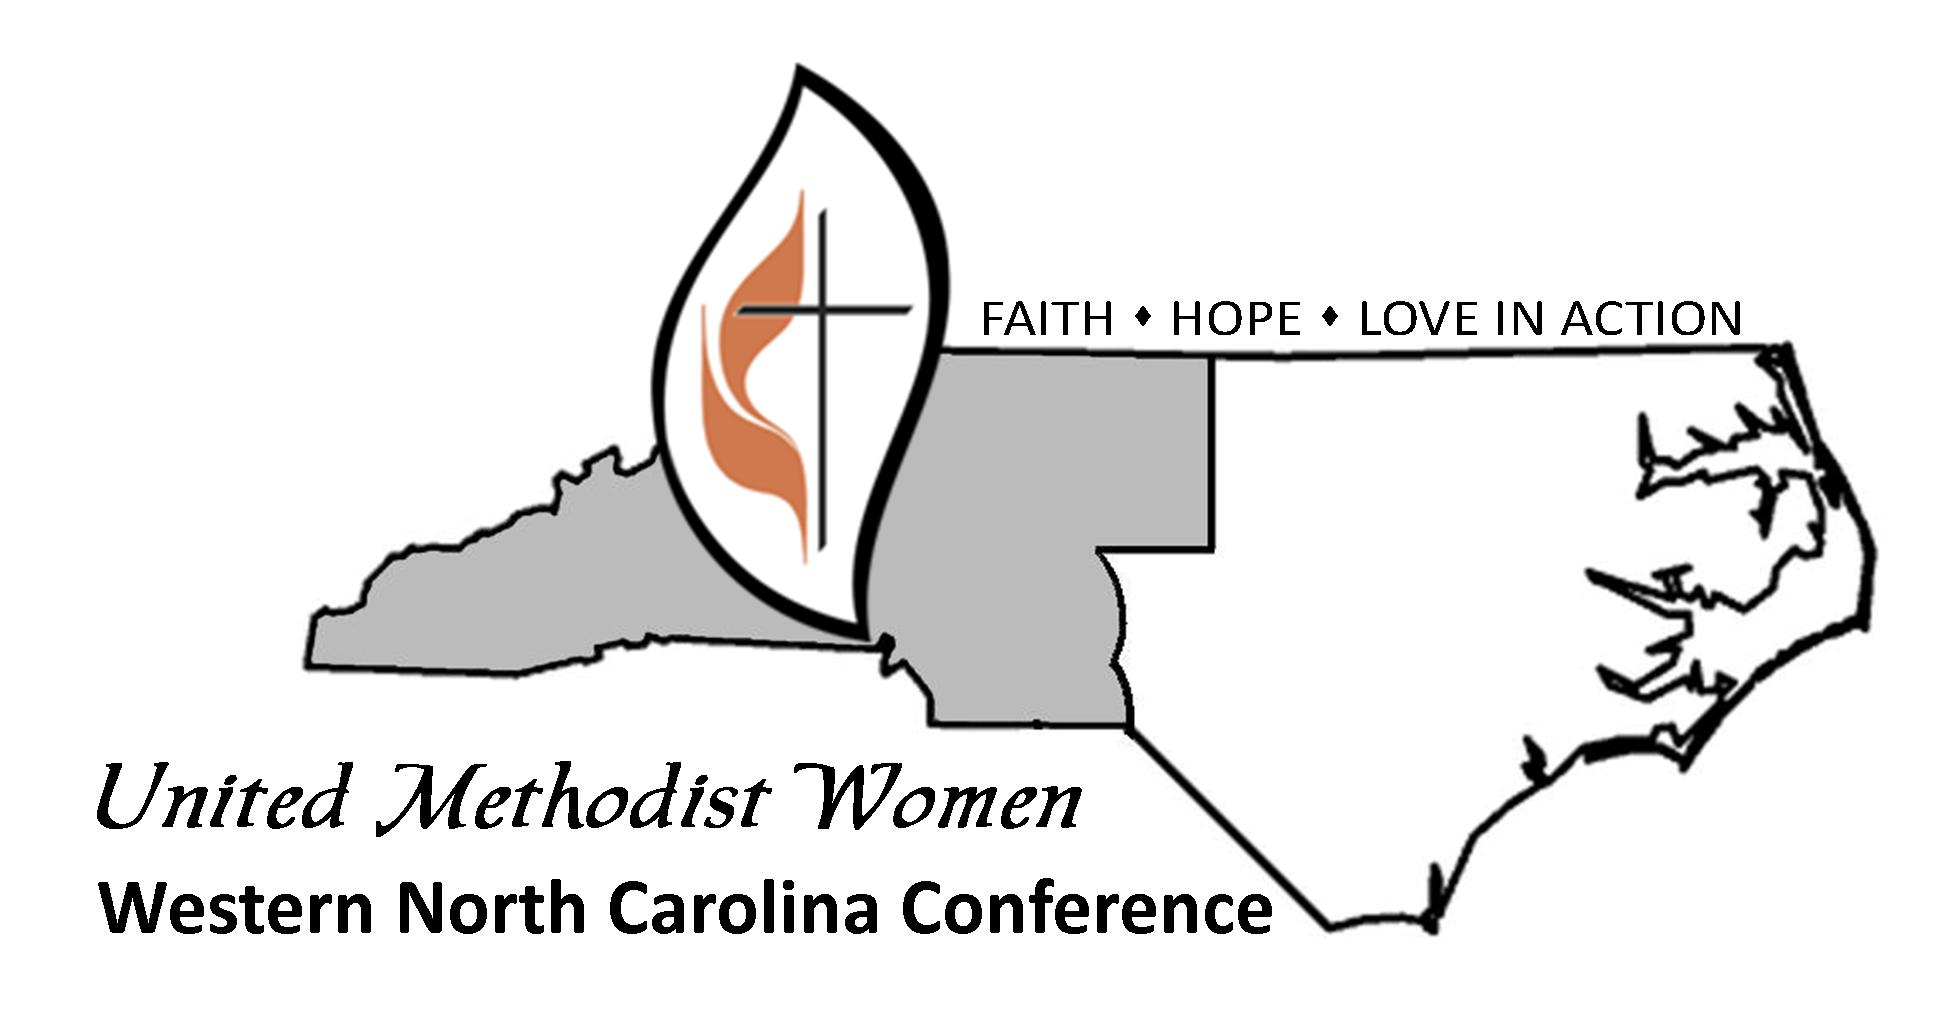 FAITH ♦ HOPE ♦ LOVE IN ACTION
United Methodist Women
Western North Carolina Conference